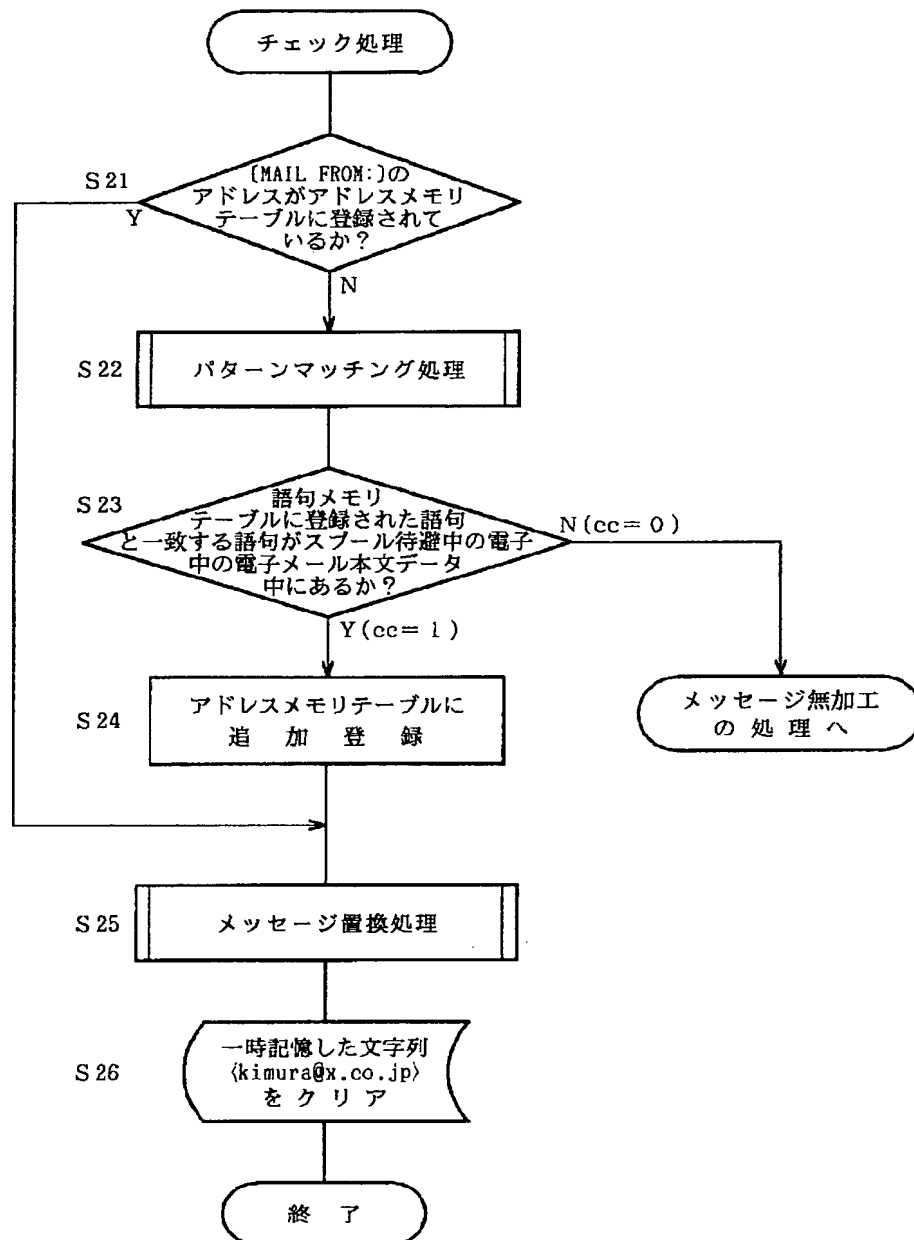 チェック処理
S21
[MAIL FROM:]の
アドレスがアドレスメモリ
テーブルに登録されて
いるか？
Y
N
S22
パターンマッチング処理
S23
語句メモリ
テーブルに登録された語句
と一致する語句がスプール待避中の電子
中の電子メール本文データ
中にあるか？
N(cc=0)
Y(cc=1)
S24
アドレスメモリテーブルに
追加登録
メッセージ無加工
の処理へ
S25
メッセージ置換処理
S26
一時記憶した文字列
〈kimura@x.co.jp〉
をクリア
終了